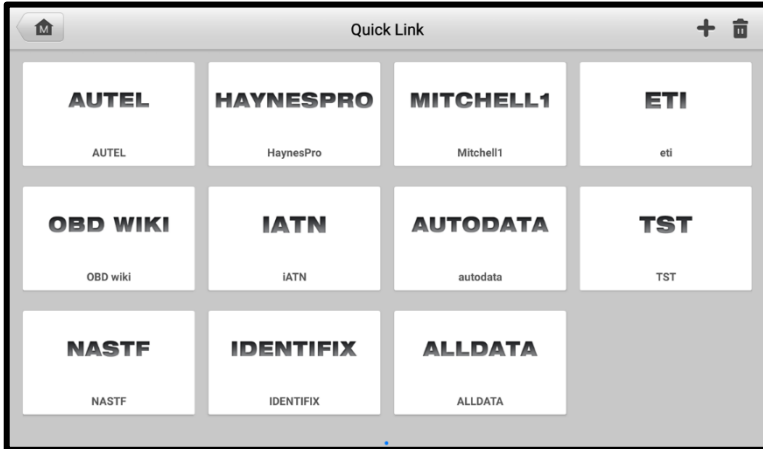 M
Quick Link
AUTEL
AUTEL
HAYNESPRO
HaynesPro
MITCHELL1
Mitchell1
ETI
eti
OBD WIKI
OBD wiki
IATN
iATN
AUTODATA
autodata
TST
TST
NASTF
NASTF
IDENTIFIX
IDENTIFIX
ALLDATA
ALLDATA